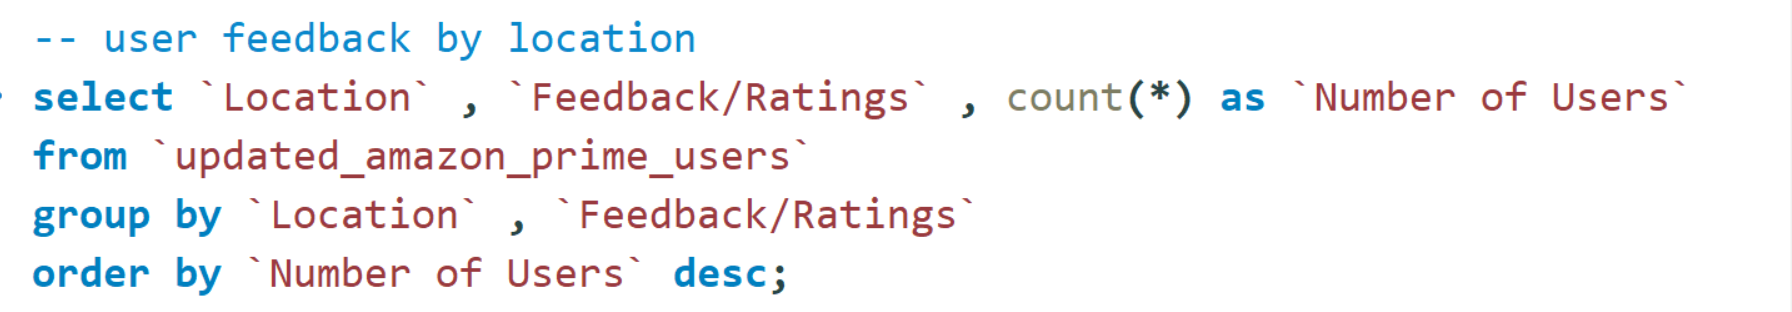 -- user feedback by location
select `Location` , `Feedback/Ratings` , count(*) as `Number of Users`
from `updated_amazon_prime_users`
group by `Location` , `Feedback/Ratings`
order by `Number of Users` desc;